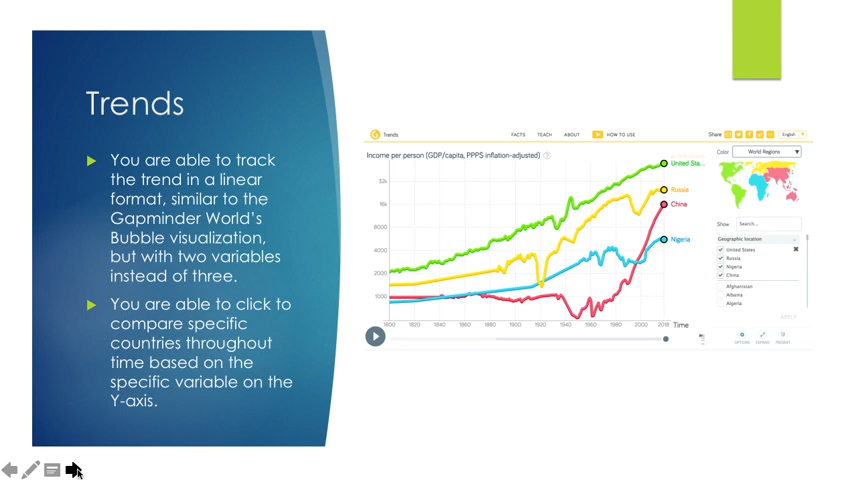 Trends
You are able to track
the trend in a linear
format, similar to the
Gapminder World's
Bubble visualization,
but with two variables
instead of three.
You are able to click to
compare specific
countries throughout
time based on the
specific variable on the
Y-axis.
Trends
FACTS TEACH ABOUT HOW TO USE
Share
English
Income per person (GDP/capita, PPP$ inflation-adjusted)
United Sta...
Russia
China
Nigeria
32k
16k
8000
4000
2000
1000
1800 1820 1840 1860 1880 1900 1920 1940 1960 1980 2000 2018
Time
Color World Regions
Show Search...
Geographic location
United States
Russia
Nigeria
China
Afghanistan
Albania
Algeria
APPLY
OPTIONS EXPAND PRESENT